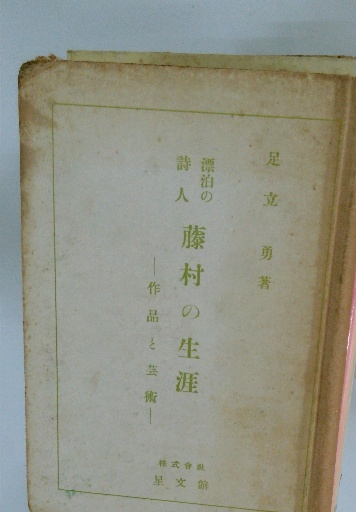 足立勇著
漂泊の
詩人
藤村の生涯
―作品と芸術―
株式會社
星文館